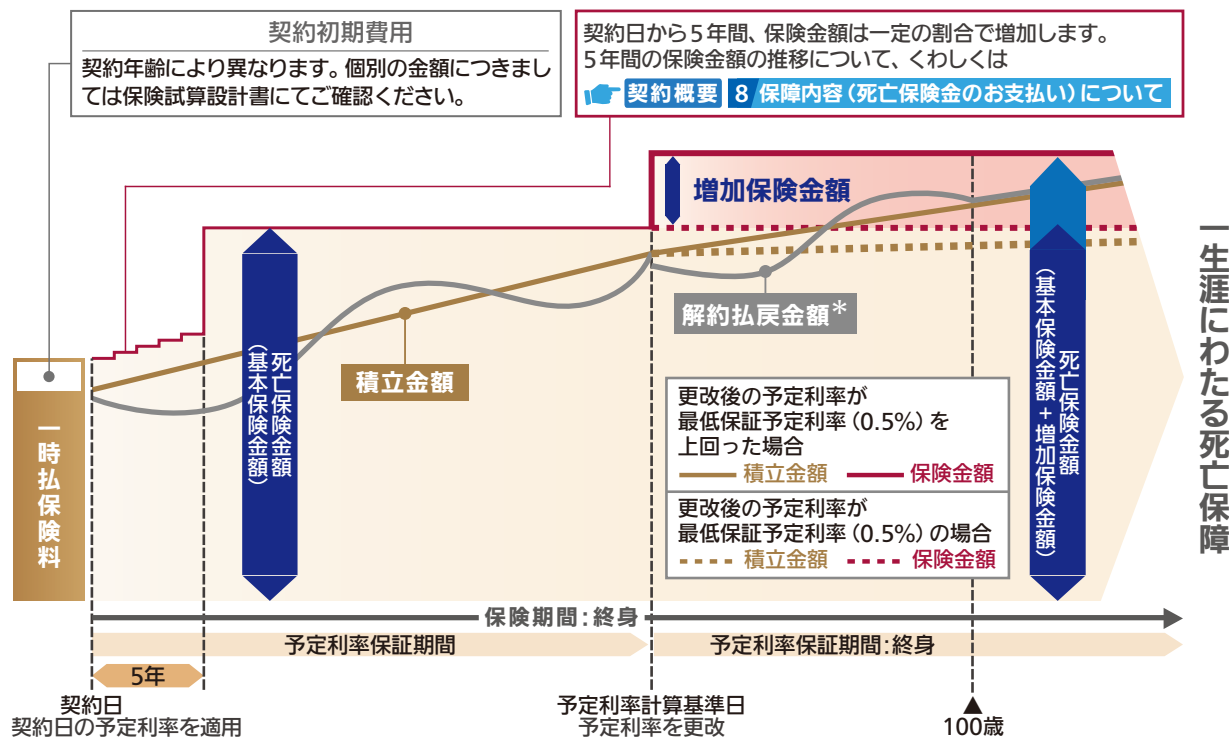 契約初期費用
契約年齢により異なります。個別の金額につきまし
ては保険試算設計書にてご確認ください。
契約日から5年間、保険金額は一定の割合で増加します。
5年間の保険金額の推移について、くわしくは
契約概要 8 保障内容(死亡保険金のお支払い)について
増加保険金額
解約払戻金額*
積立金額
一時払保険料
死亡保険金額
(基本保険金額)
死亡保険金額
(基本保険金額+増加保険金額)
一生涯にわたる死亡保障
更改後の予定利率が
最低保証予定利率(0.5%)を
上回った場合
積立金額 保険金額
更改後の予定利率が
最低保証予定利率(0.5%)の場合
積立金額 保険金額
保険期間:終身
予定利率保証期間 予定利率保証期間:終身
5年
契約日
契約日の予定利率を適用
予定利率計算基準日
予定利率を更改
▲
100歳